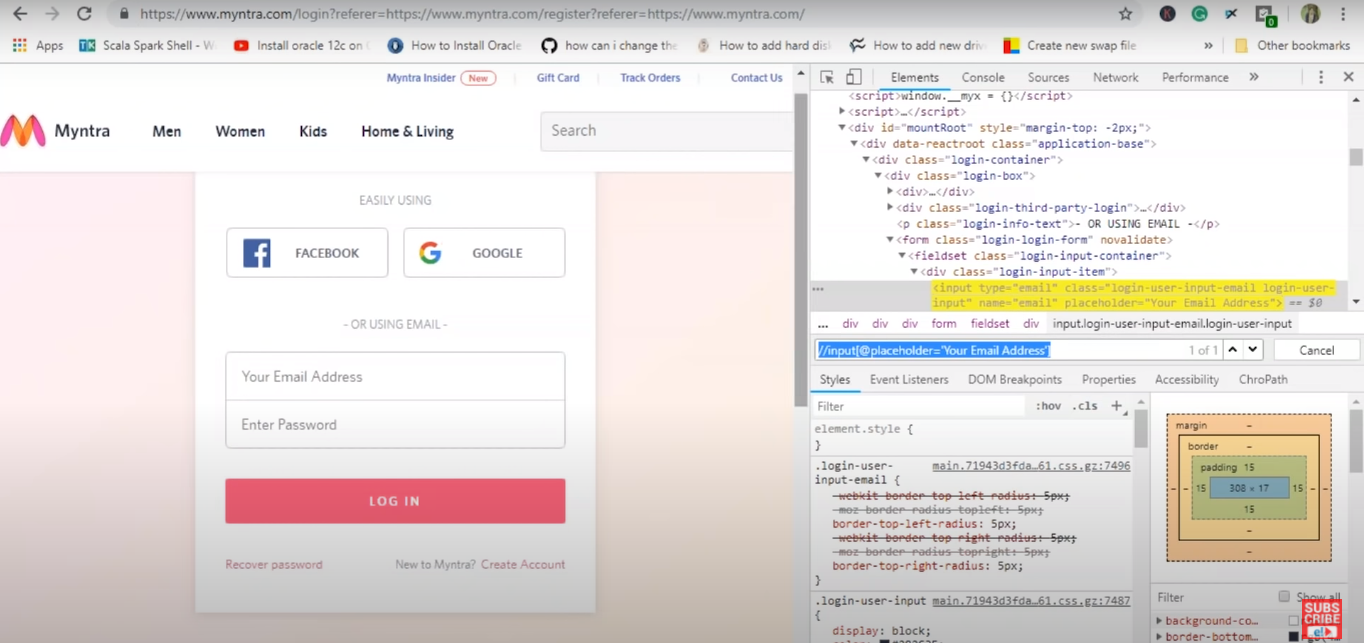 https://www.myntra.com/login?referer=https://www.myntra.com/register?referer=https://www.myntra.com/
0
Apps Scala Spark Shell - W Install oracle 12c on How to Install Oracle how can i change the How to add hard disk How to add new drive Create new swap file » Other bookmarks
Myntra Insider New Gift Card Track Orders Contact Us
Myntra Men Women Kids Home & Living Search
EASILY USING
FACEBOOK GOOGLE
- OR USING EMAIL -
Your Email Address
Enter Password
LOG IN
Recover password New to Myntra? Create Account
Elements Console Sources Network Performance »
<script>window.__myx = {}</script>
<script>…</script>
<div id="mountRoot" style="margin-top: -2px;">
<div data-reactroot class="application-base">
<div class="login-container">
<div class="login-box">
<div>…</div>
<div class="login-third-party-login">…</div>
<p class="login-info-text">- OR USING EMAIL -</p>
<form class="login-login-form" novalidate>
<fieldset class="login-input-container">
<div class="login-input-item">
... <input type="email" class="login-user-input-email login-user-
input" name="email" placeholder="Your Email Address"> == $0
... div div div form fieldset div input.login-user-input-email.login-user-input
//input[@placeholder='Your Email Address'] 1 of 1 Cancel
Styles Event Listeners DOM Breakpoints Properties Accessibility ChroPath
Filter :hov .cls +
element.style {
}
.login-user- main.71943d3fda…61.css.gz:7496
input-email {
-webkit-border-top-left-radius: 5px;
-moz-border-radius-topleft: 5px;
border-top-left-radius: 5px;
-webkit-border-top-right-radius: 5px;
-moz-border-radius-topright: 5px;
border-top-right-radius: 5px;
}
.login-user-input main.71943d3fda…61.css.gz:7487
{
display: block;
margin -
border -
padding 15
- - 15 308 × 17 15 - -
15
-
-
Filter Show all
background-co…
border-bottom…
SUBS
CRIBE